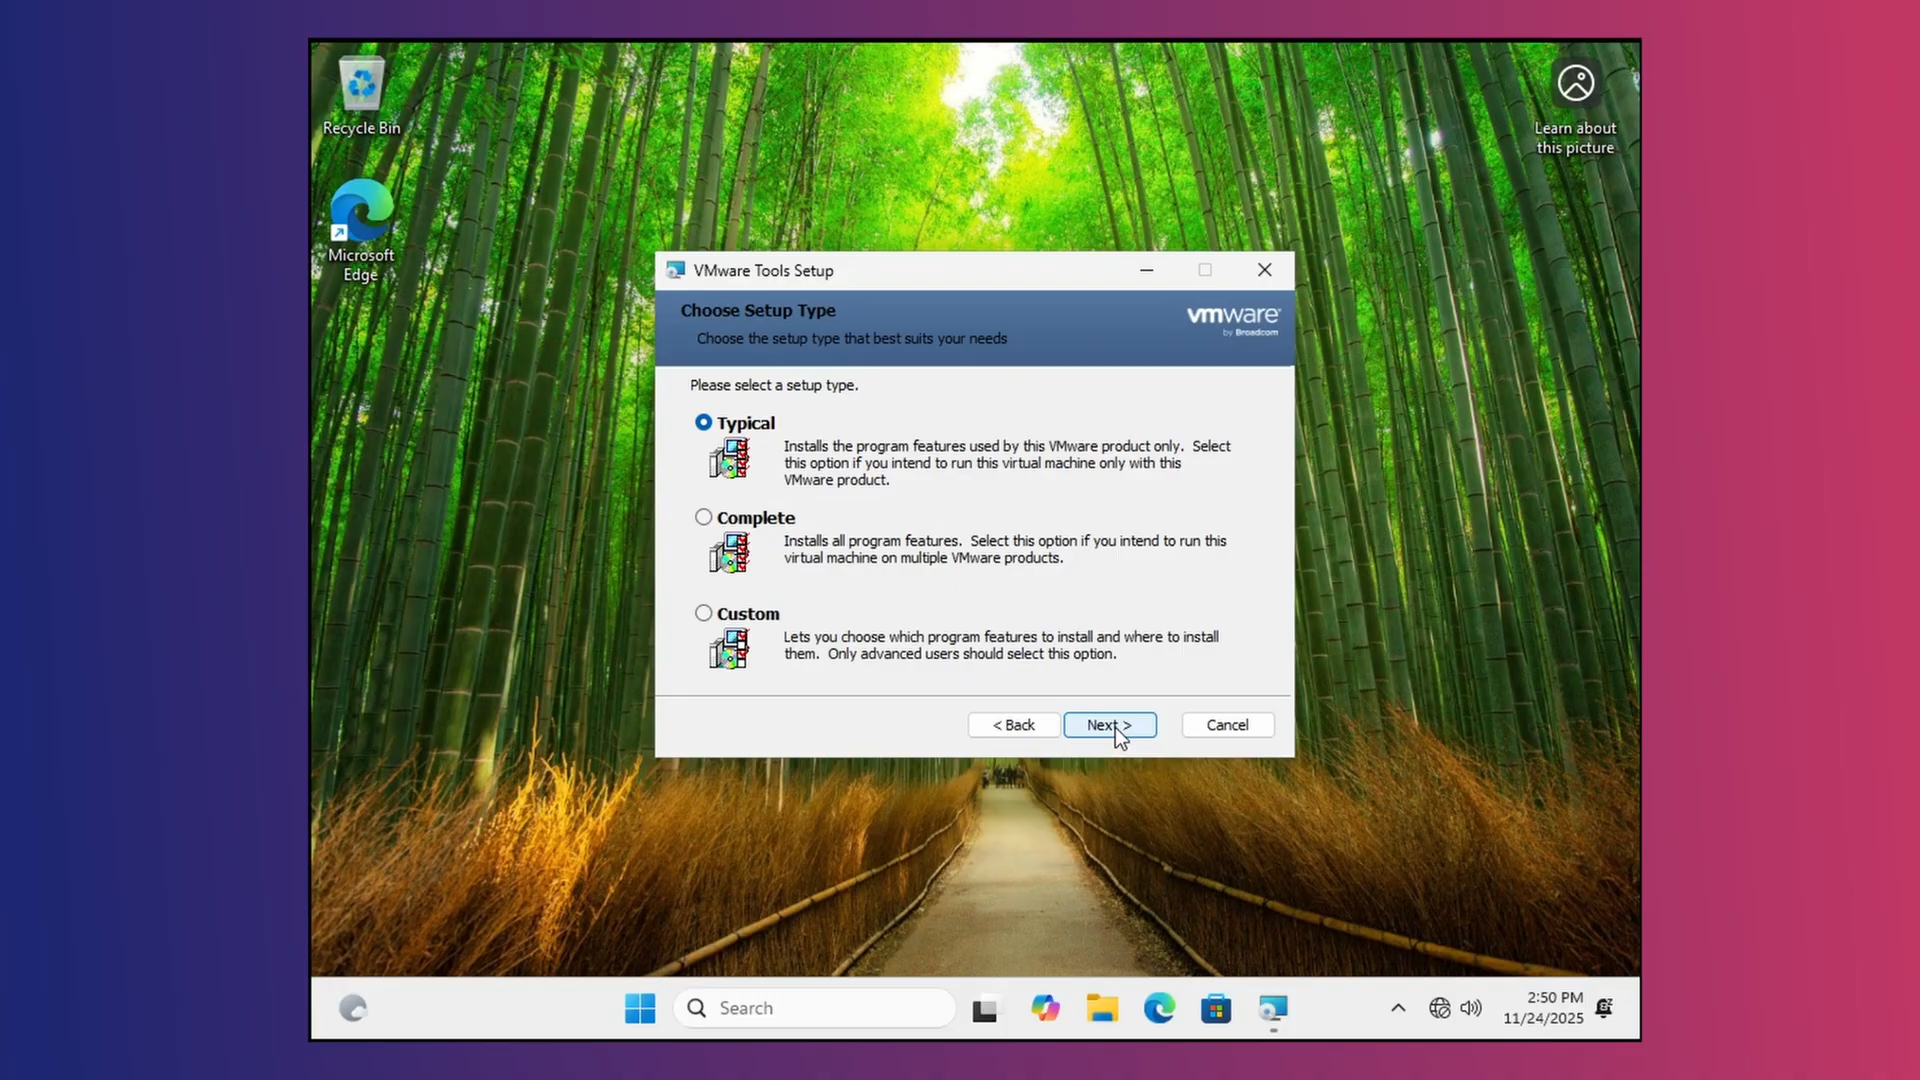 Recycle Bin
Microsoft
Edge
Learn about
this picture
VMware Tools Setup
Choose Setup Type
Choose the setup type that best suits your needs
vmware
by Broadcom
Please select a setup type.
Typical
Installs the program features used by this VMware product only. Select
this option if you intend to run this virtual machine only with this
VMware product.
Complete
Installs all program features. Select this option if you intend to run this
virtual machine on multiple VMware products.
Custom
Lets you choose which program features to install and where to install
them. Only advanced users should select this option.
< Back
Next >
Cancel
Search
2:50 PM
11/24/2025